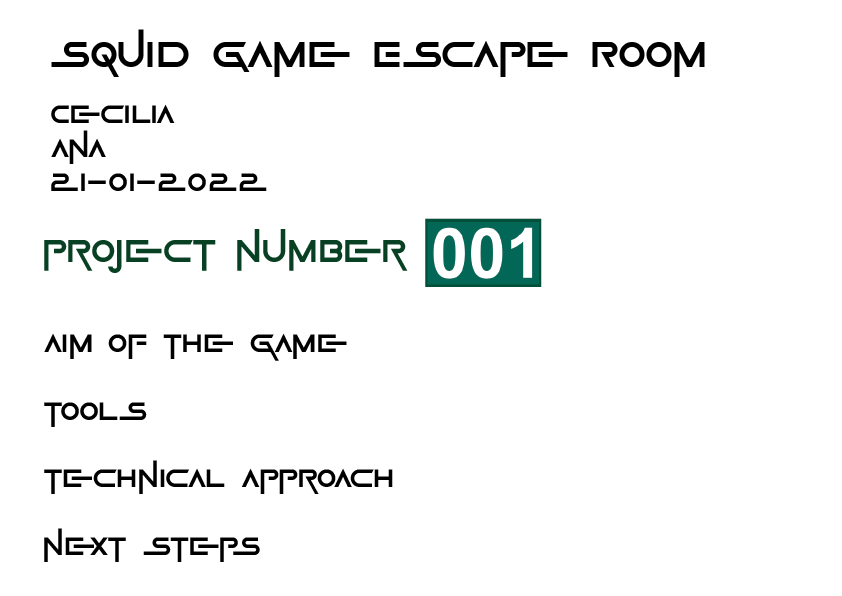 SQUID GAME ESCAPE ROOM
CECILIA
ANA
21-01-2022
PROJECT NUMBER 001
AIM OF THE GAME
TOOLS
TECHNICAL APPROACH
NEXT STEPS